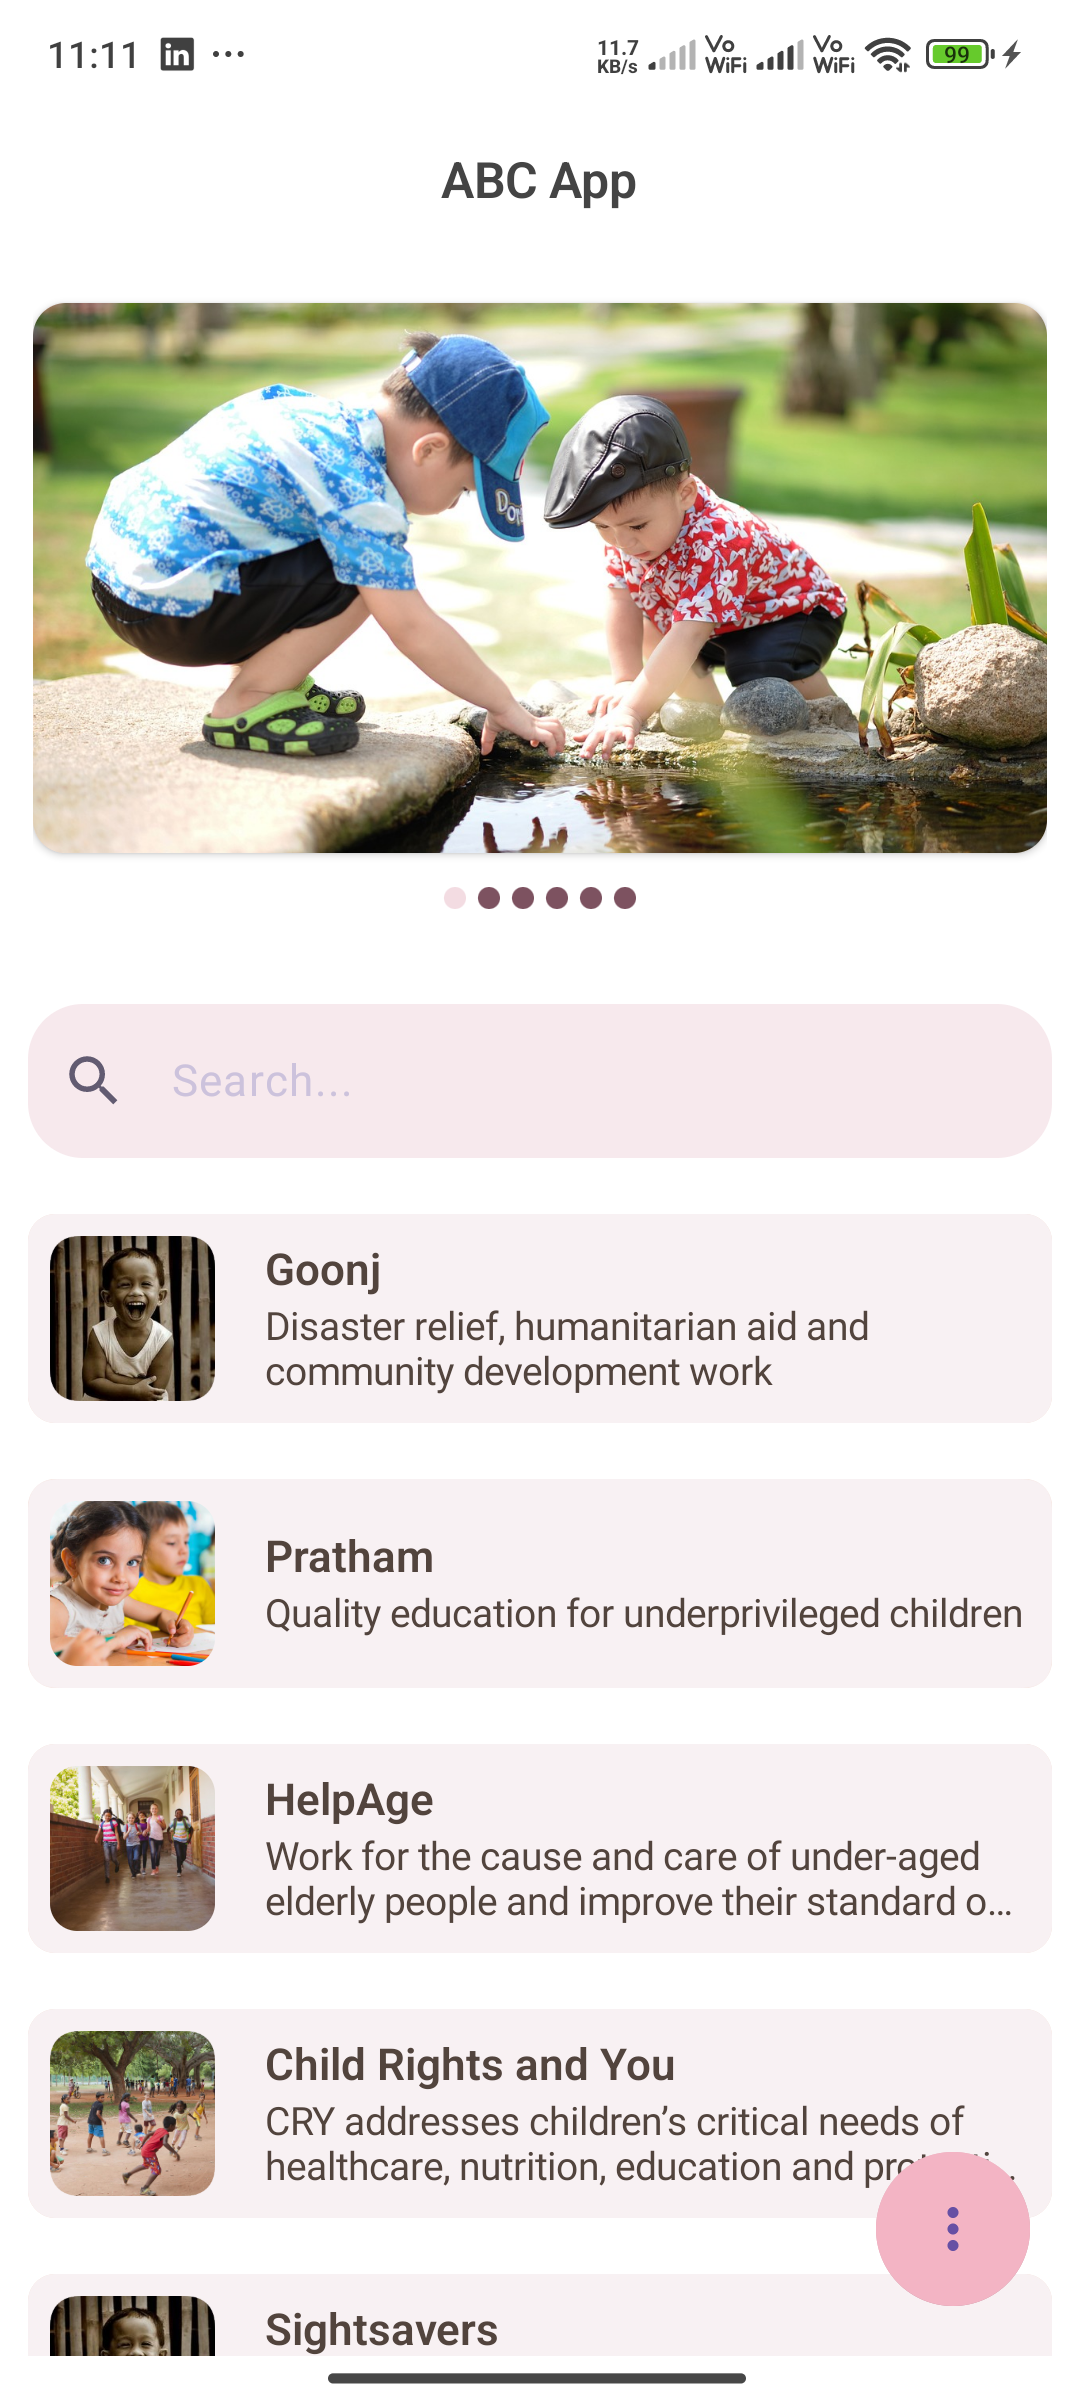 11:11 in ... 11.7 KB/s Vo WiFi Vo WiFi 99
ABC App
Search...
Goonj
Disaster relief, humanitarian aid and
community development work
Pratham
Quality education for underprivileged children
HelpAge
Work for the cause and care of under-aged
elderly people and improve their standard o...
Child Rights and You
CRY addresses children’s critical needs of
healthcare, nutrition, education and
Sightsavers